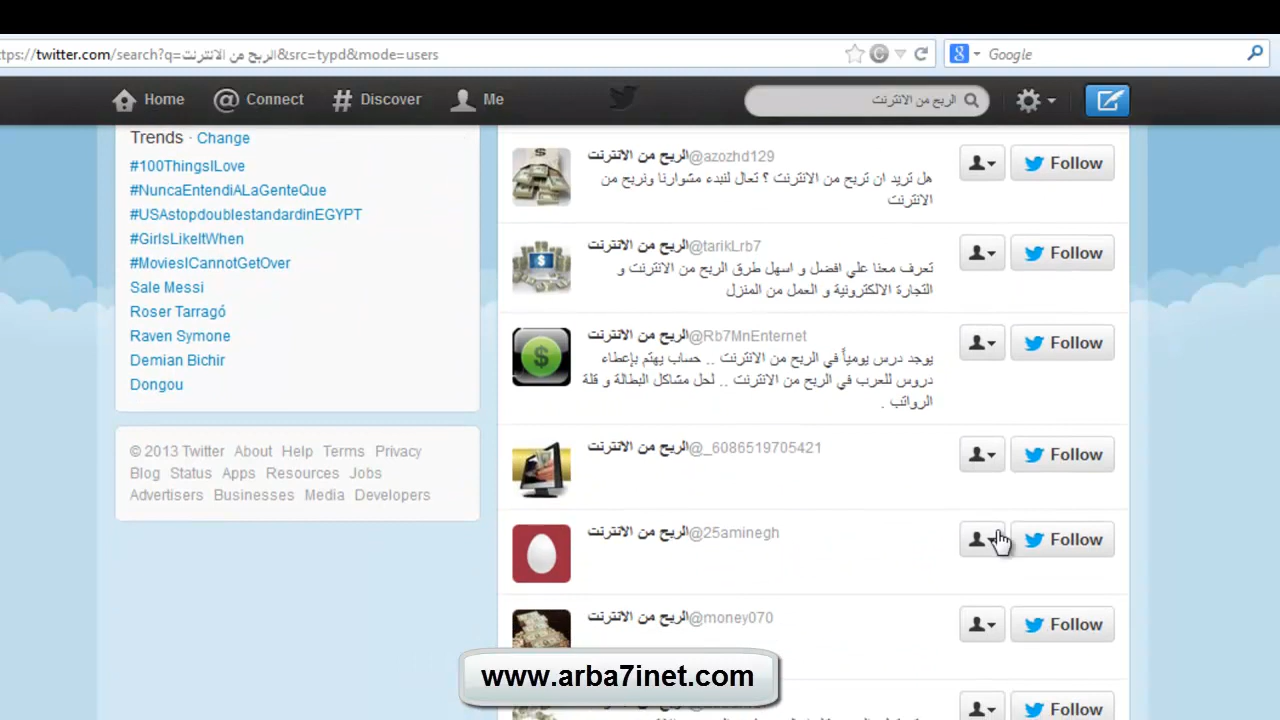 ttps://twitter.com/search?q=الربح من الانترنت&src=typd&mode=users
Google
Home
Connect
Discover
Me
الربح من الانترنت
Trends · Change
#100ThingsILove
#NuncaEntendiALaGenteQue
#USAstopdoublestandardinEGYPT
#GirlsLikeItWhen
#MoviesICannotGetOver
Sale Messi
Roser Tarragó
Raven Symone
Demian Bichir
Dongou
© 2013 Twitter About Help Terms Privacy
Blog Status Apps Resources Jobs
Advertisers Businesses Media Developers
الربح من الانترنت@azozhd129
Follow
هل تريد ان تربح من الانترنت ؟ تعال لنبدء مشوارنا ونربح من
الانترنت
الربح من الانترنت@tarikLrb7
Follow
تعرف معنا علي افضل و اسهل طرق الربح من الانترنت و
التجارة الالكترونية و العمل من المنزل
الربح من الانترنت@Rb7MnEnternet
Follow
يوجد درس يومياً في الربح من الانترنت .. حساب يهتم بإعطاء
دروس للعرب في الربح من الانترنت .. لحل مشاكل البطالة و قلة
الرواتب .
الربح من الانترنت@_6086519705421
Follow
الربح من الانترنت@25aminegh
Follow
الربح من الانترنت@money070
Follow
www.arba7inet.com
Follow